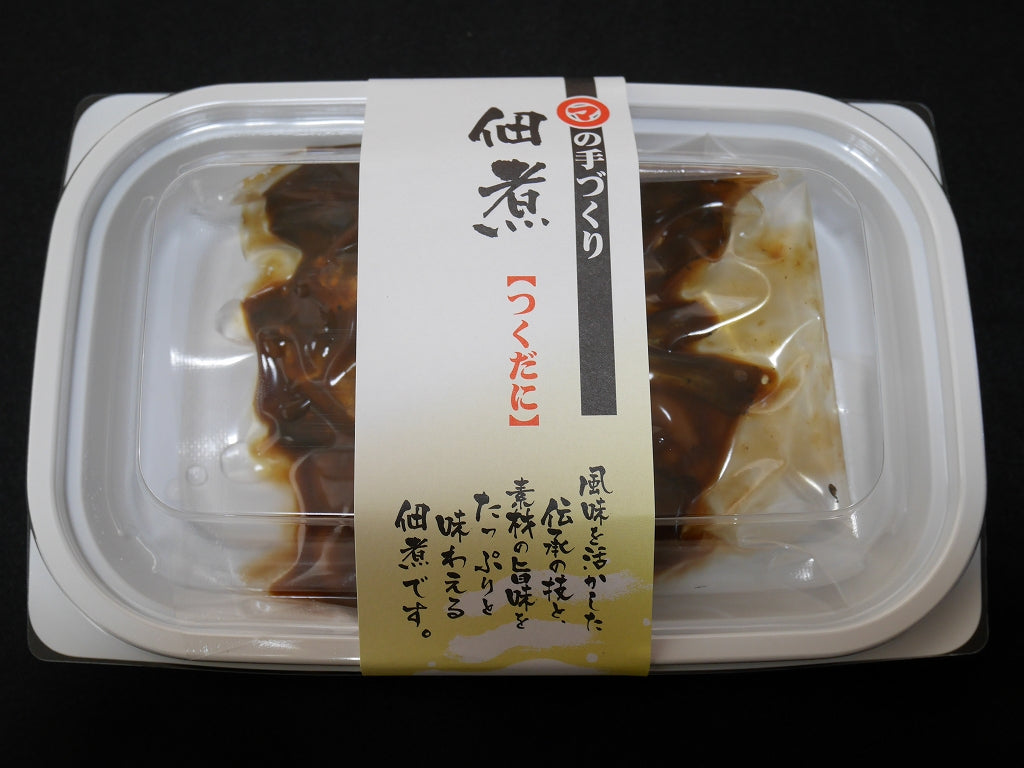 マの手づくり
佃煮
【つくだに】
風味を活かした
伝承の技と、
素材の旨味を
たっぷりと
味わえる
佃煮です。